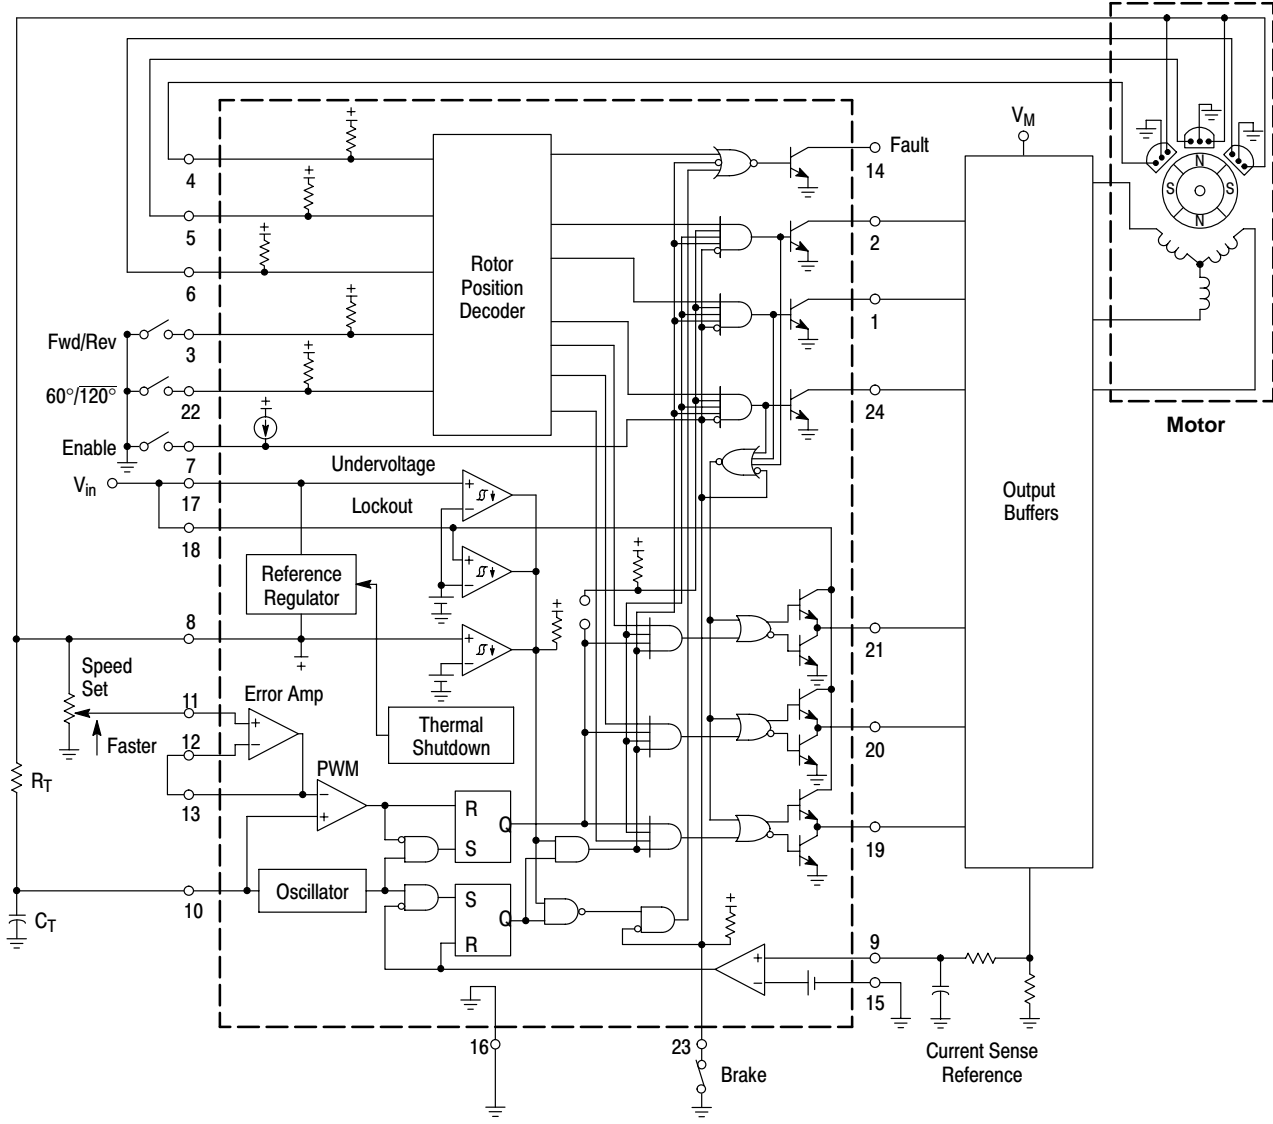 V_M
Fault
14
N
S
S
N
4
5
6
Rotor
Position
Decoder
2
1
Fwd/Rev
3
60°/120°
22
24
Motor
Enable
7
Undervoltage
V_in
17
Lockout
18
Output
Buffers
Reference
Regulator
8
21
Speed
Set
11
Error Amp
+
−
Faster
12
Thermal
Shutdown
20
R_T
13
PWM
−
+
R
Q
S
19
Oscillator
10
C_T
S
Q
R
9
+
−
15
16
23
Brake
Current Sense
Reference